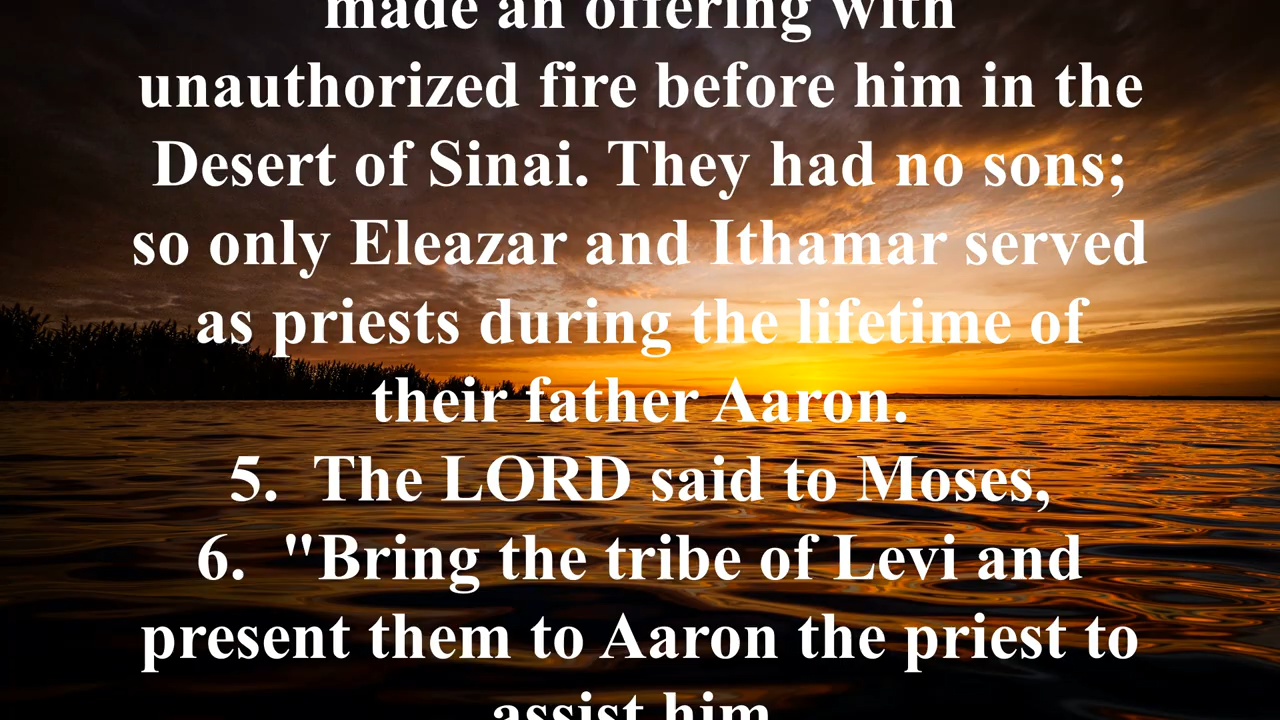 made an offering with
unauthorized fire before him in the
Desert of Sinai. They had no sons;
so only Eleazar and Ithamar served
as priests during the lifetime of
their father Aaron.
5. The LORD said to Moses,
6. "Bring the tribe of Levi and
present them to Aaron the priest to
assist him.